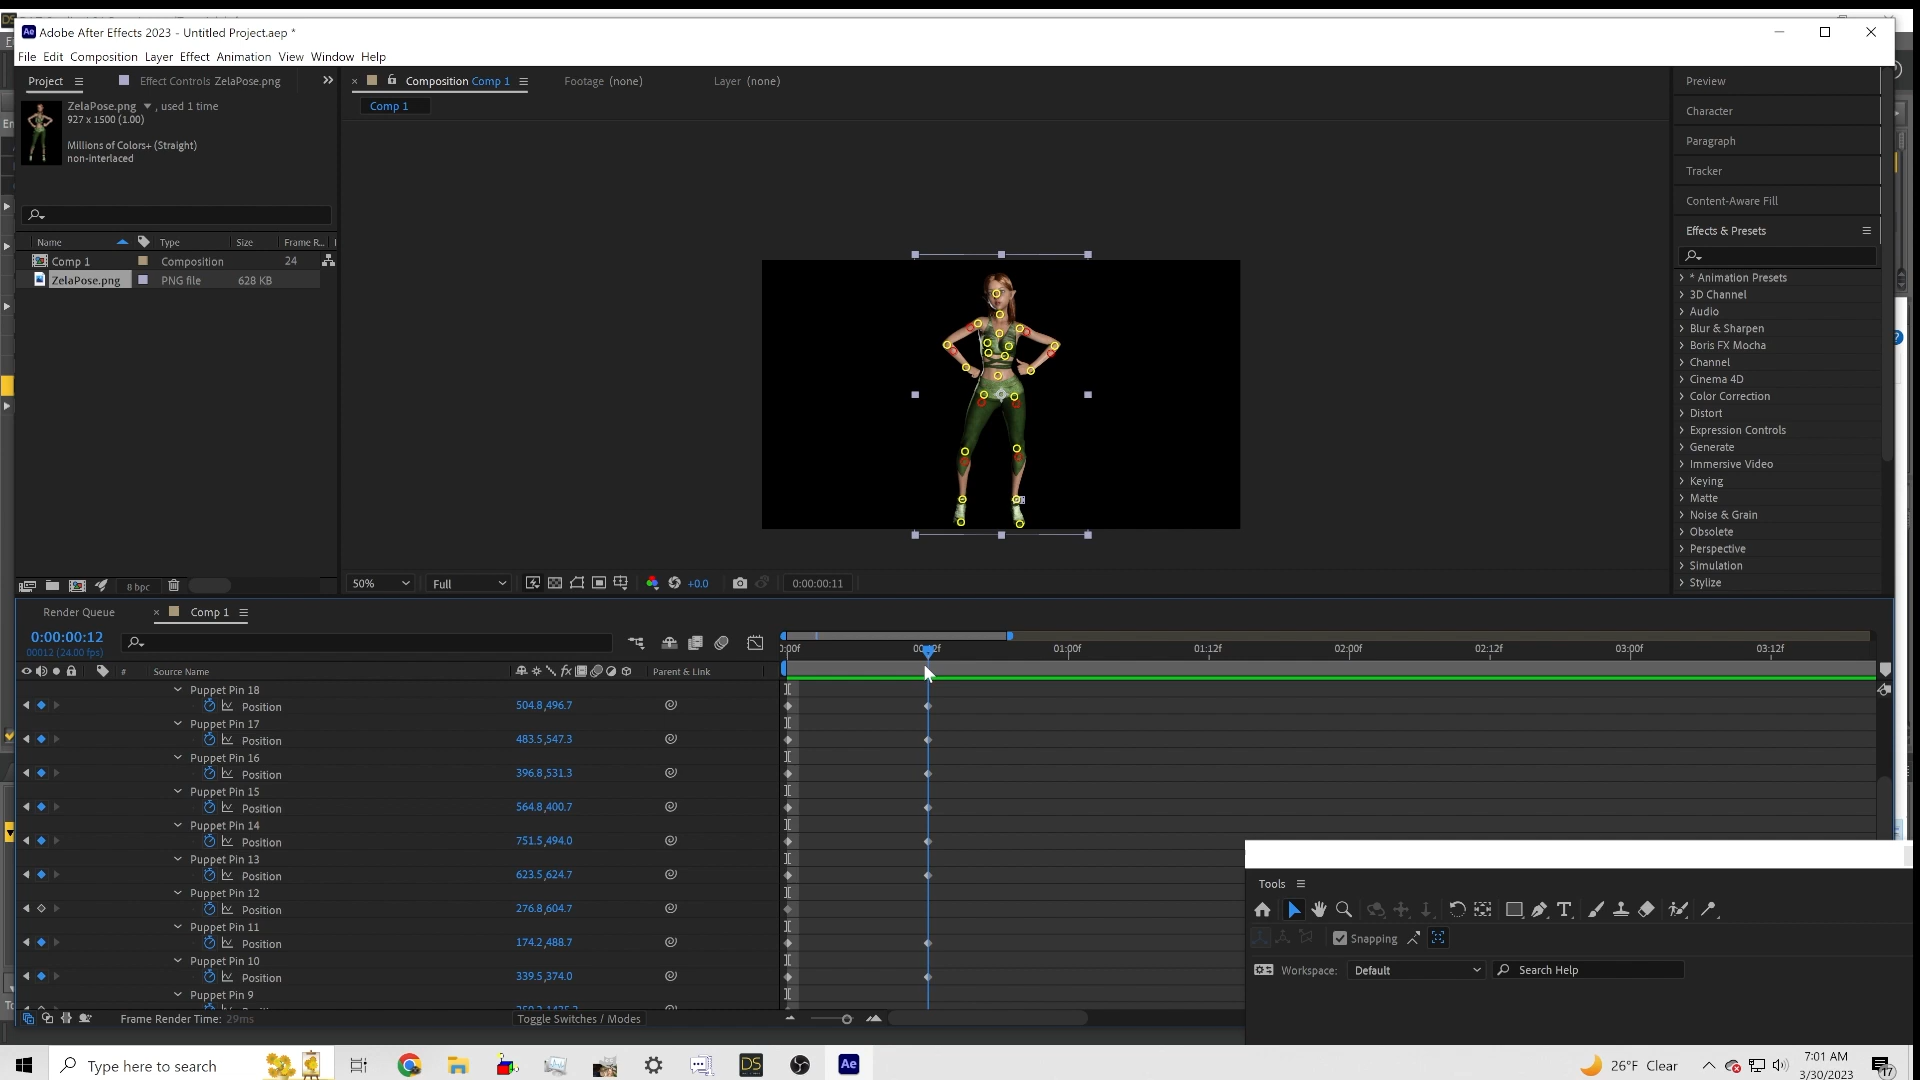 Adobe After Effects 2023 - Untitled Project.aep *
File Edit Composition Layer Effect Animation View Window Help
Project
Effect Controls ZelaPose.png
Composition Comp 1
Footage (none)
Layer (none)
Comp 1
ZelaPose.png , used 1 time
927 x 1500 (1.00)
Millions of Colors+ (Straight)
non-interlaced
Name Type Size Frame R...
Comp 1 Composition 24
ZelaPose.png PNG file 628 KB
8 bpc
50% Full +0.0 0:00:00:11
Preview
Character
Paragraph
Tracker
Content-Aware Fill
Effects & Presets
* Animation Presets
3D Channel
Audio
Blur & Sharpen
Boris FX Mocha
Channel
Cinema 4D
Color Correction
Distort
Expression Controls
Generate
Immersive Video
Keying
Matte
Noise & Grain
Obsolete
Perspective
Simulation
Stylize
Render Queue
Comp 1
0:00:00:12
00012 (24.00 fps)
:00f 00:12f 01:00f 01:12f 02:00f 02:12f 03:00f 03:12f
# Source Name Parent & Link
Puppet Pin 18
Position 504.8,496.7
Puppet Pin 17
Position 483.5,547.3
Puppet Pin 16
Position 396.8,531.3
Puppet Pin 15
Position 564.8,400.7
Puppet Pin 14
Position 751.5,494.0
Puppet Pin 13
Position 623.5,624.7
Puppet Pin 12
Position 276.8,604.7
Puppet Pin 11
Position 174.2,488.7
Puppet Pin 10
Position 339.5,374.0
Puppet Pin 9
Frame Render Time: 29ms
Toggle Switches / Modes
Tools
Snapping
Workspace: Default
Search Help
Type here to search
DS
Ae
26°F Clear
7:01 AM
3/30/2023
17